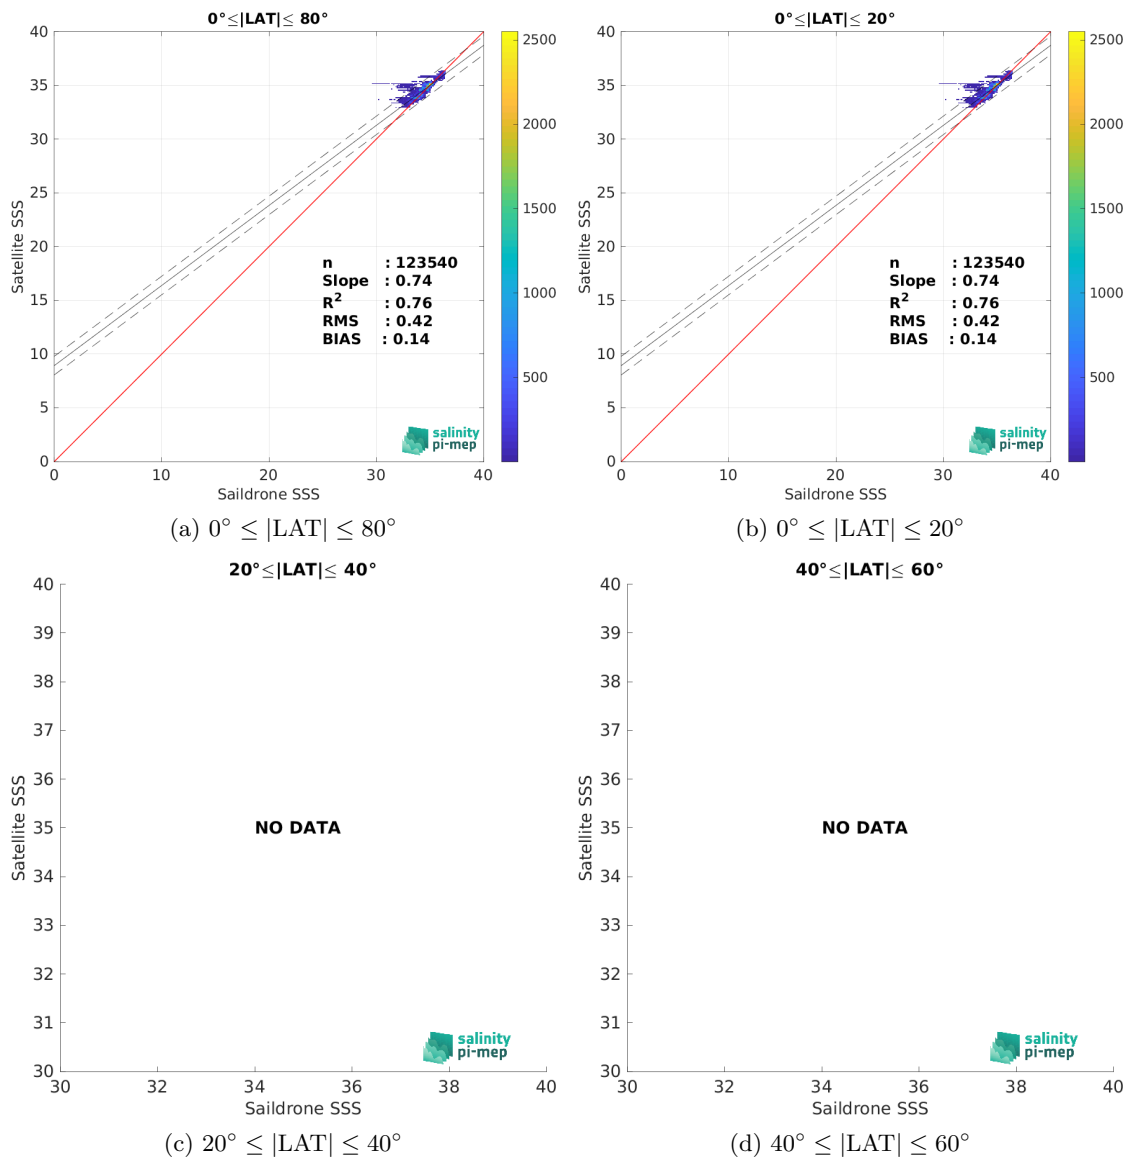 0°≤|LAT|≤ 80°
40
35
30
25
20
15
10
5
0
Satellite SSS
n : 123540
Slope : 0.74
R² : 0.76
RMS : 0.42
BIAS : 0.14
salinity
pi-mep
0 10 20 30 40
Saildrone SSS
2500
2000
1500
1000
500
(a) 0° ≤ |LAT| ≤ 80°
0°≤|LAT|≤ 20°
40
35
30
25
20
15
10
5
0
Satellite SSS
n : 123540
Slope : 0.74
R² : 0.76
RMS : 0.42
BIAS : 0.14
salinity
pi-mep
0 10 20 30 40
Saildrone SSS
2500
2000
1500
1000
500
(b) 0° ≤ |LAT| ≤ 20°
20°≤|LAT|≤ 40°
40
39
38
37
36
35
34
33
32
31
30
Satellite SSS
NO DATA
salinity
pi-mep
30 32 34 36 38 40
Saildrone SSS
(c) 20° ≤ |LAT| ≤ 40°
40°≤|LAT|≤ 60°
40
39
38
37
36
35
34
33
32
31
30
Satellite SSS
NO DATA
salinity
pi-mep
30 32 34 36 38 40
Saildrone SSS
(d) 40° ≤ |LAT| ≤ 60°